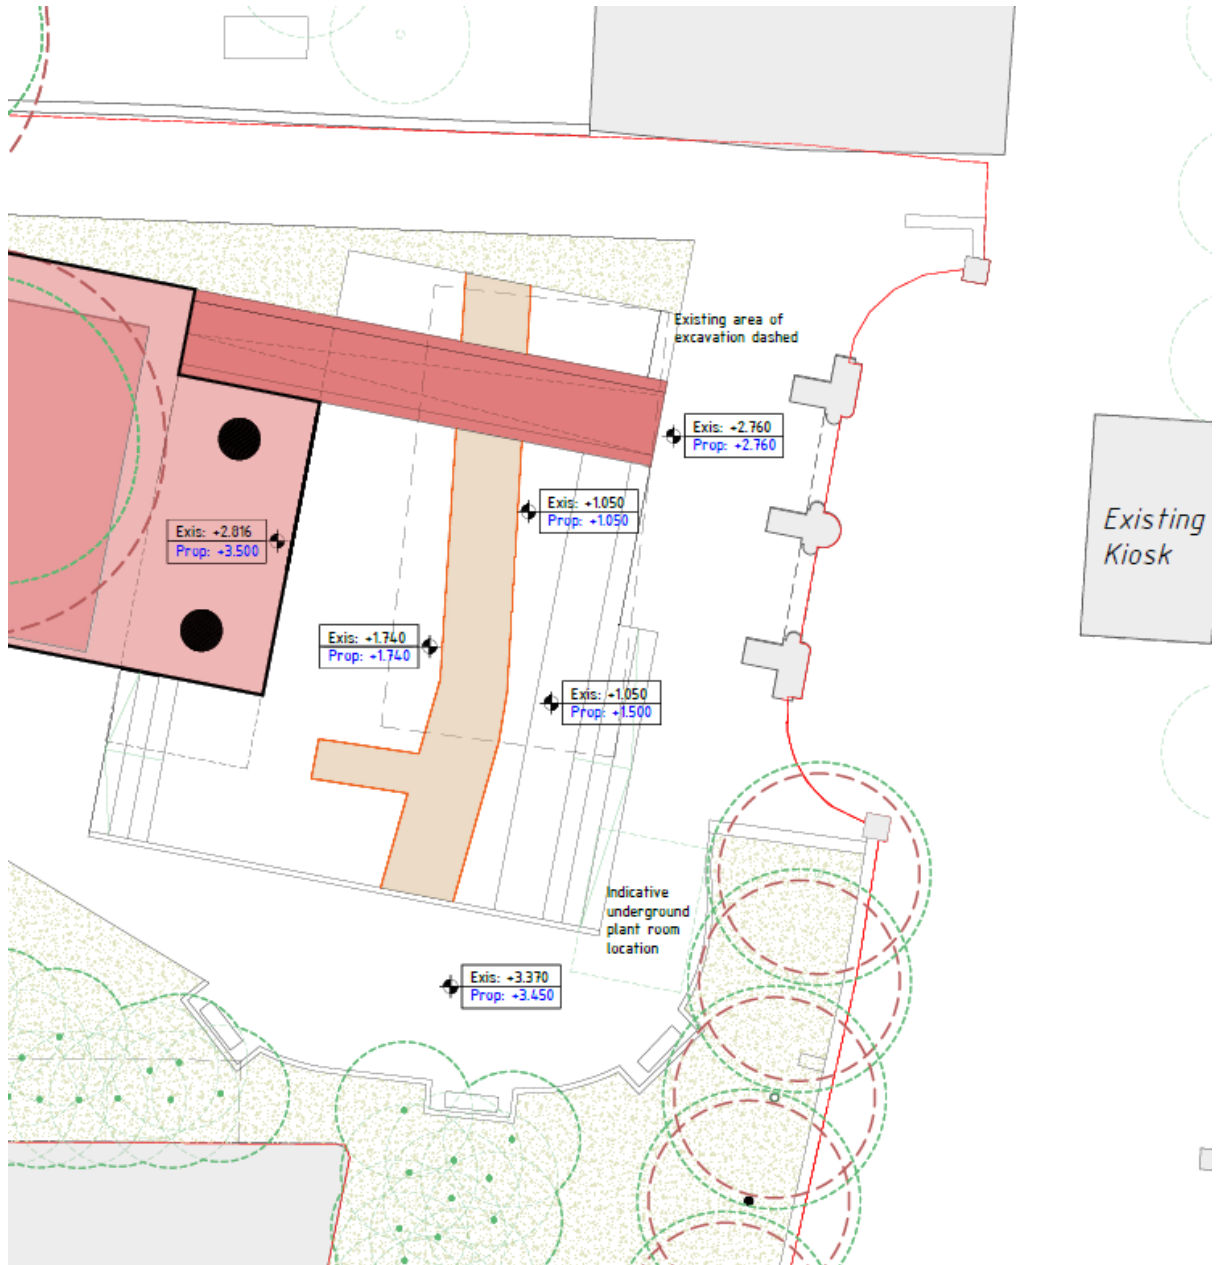 Existing area of
excavation dashed
Exis: +2.760
Prop: +2.760
Exis: +1.050
Prop: +1.050
Existing
Kiosk
Exis: +2.816
Prop: +3.500
Exis: +1.740
Prop: +1.740
Exis: +1.050
Prop: +1.500
Indicative
underground
plant room
location
Exis: +3.370
Prop: +3.450